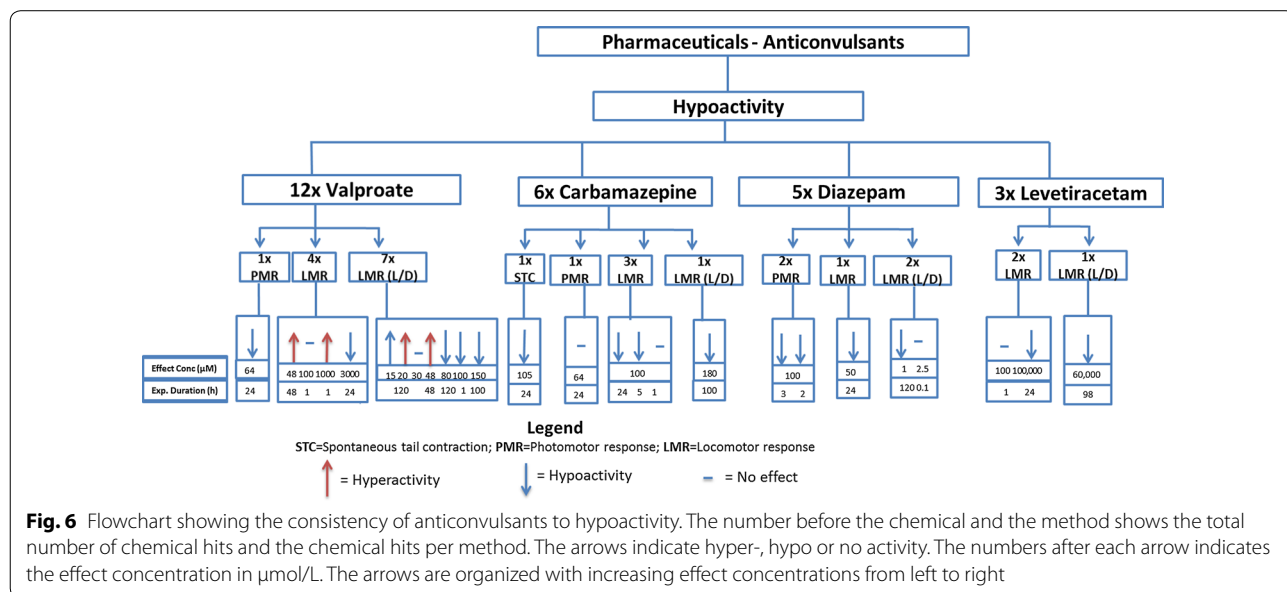 Pharmaceuticals - Anticonvulsants
Hypoactivity
12x Valproate
6x Carbamazepine
5x Diazepam
3x Levetiracetam
1x
PMR
4x
LMR
7x
LMR (L/D)
1x
STC
1x
PMR
3x
LMR
1x
LMR (L/D)
2x
PMR
1x
LMR
2x
LMR (L/D)
2x
LMR
1x
LMR (L/D)
Effect Conc (µM) 64 48 100 1000 3000 15 20 30 48 80 100 150 105 64 100 180 100 50 1 2.5 100 100,000 60,000
Exp. Duration (h) 24 48 1 1 24 120 48 120 1 100 24 24 24 5 1 100 3 2 24 120 0.1 1 24 98
Legend
STC=Spontaneous tail contraction; PMR=Photomotor response; LMR=Locomotor response
= Hyperactivity = Hypoactivity – = No effect
Fig. 6 Flowchart showing the consistency of anticonvulsants to hypoactivity. The number before the chemical and the method shows the total
number of chemical hits and the chemical hits per method. The arrows indicate hyper-, hypo or no activity. The numbers after each arrow indicates
the effect concentration in µmol/L. The arrows are organized with increasing effect concentrations from left to right